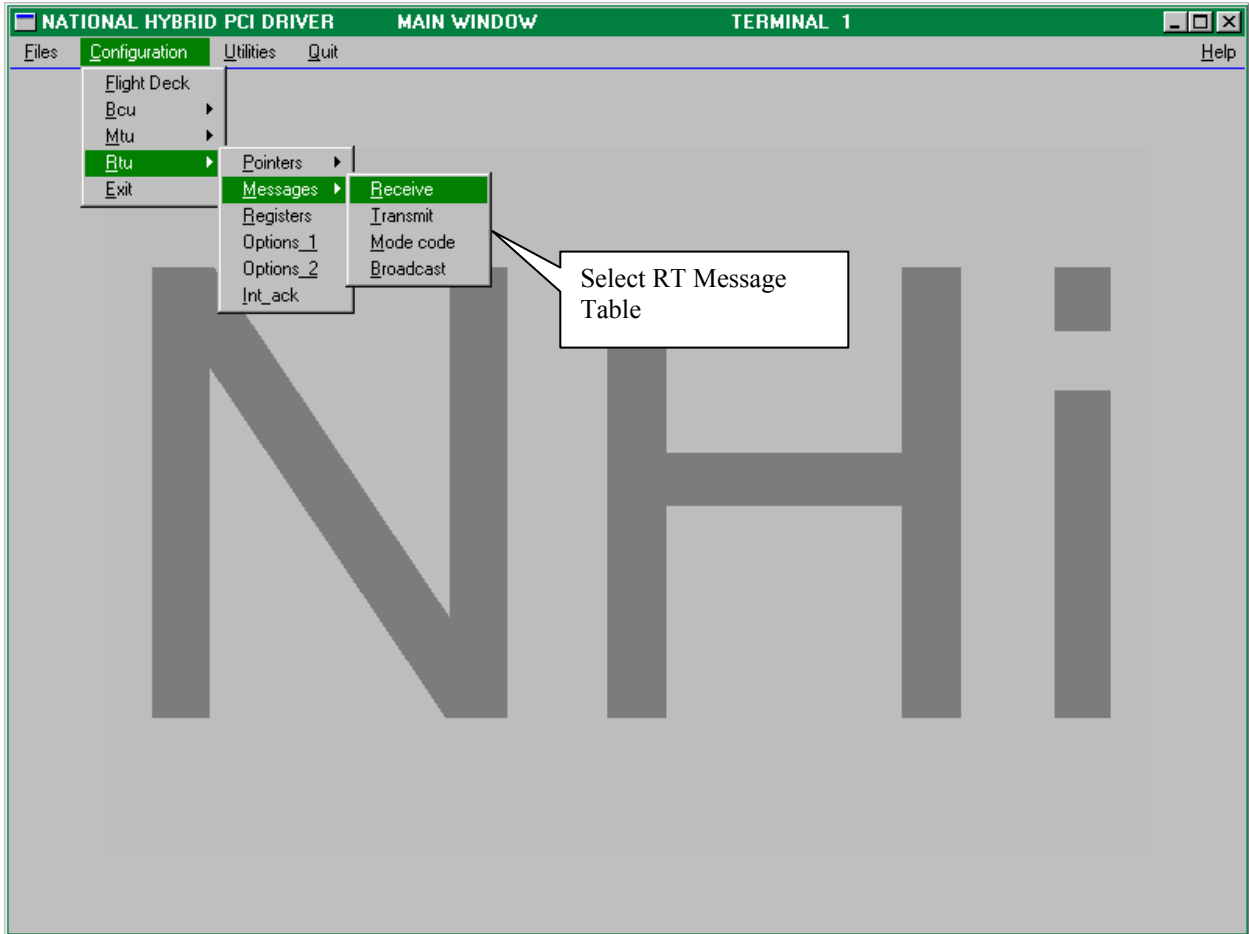 NATIONAL HYBRID PCI DRIVER MAIN WINDOW TERMINAL 1
Files Configuration Utilities Quit Help
Flight Deck
Bcu
Mtu
Rtu
Exit
Pointers
Messages
Registers
Options_1
Options_2
Int_ack
Receive
Transmit
Mode code
Broadcast
Select RT Message
Table
NHi